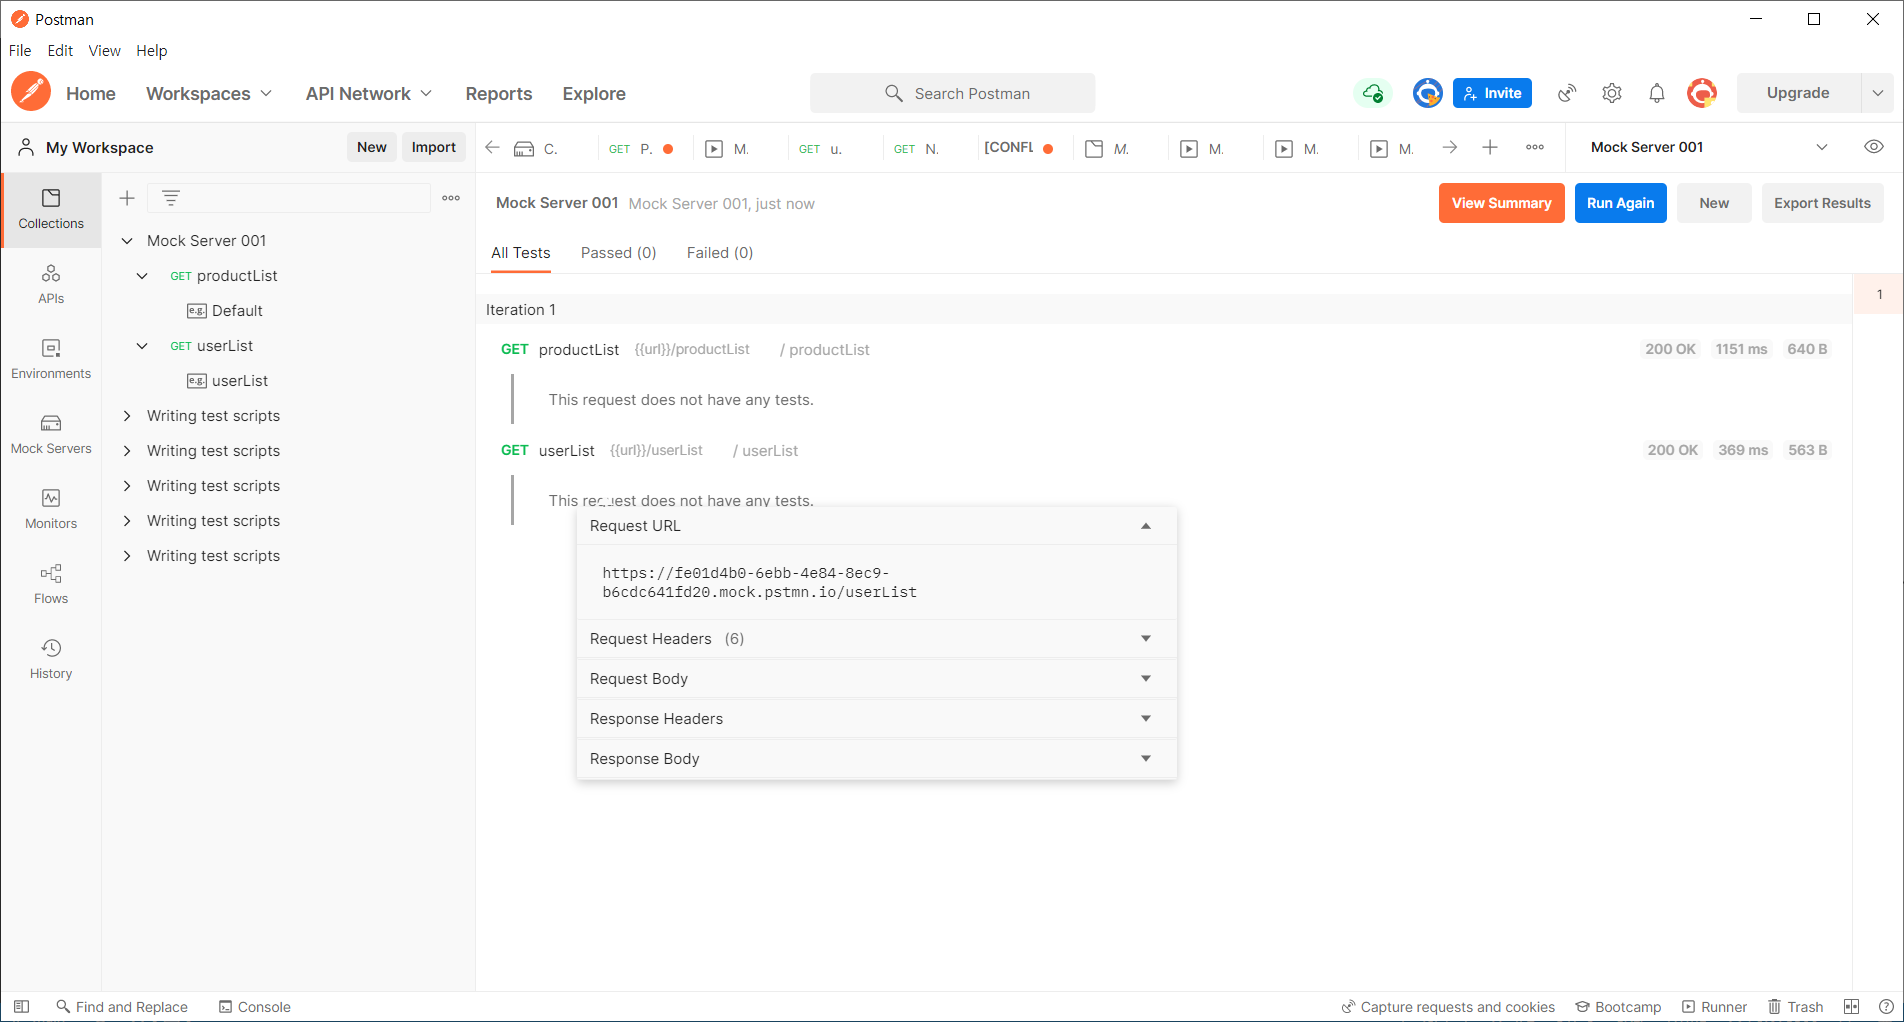 Postman
File Edit View Help
Home Workspaces API Network Reports Explore Search Postman Invite Upgrade
My Workspace New Import C. GET P. M. GET u. GET N. [CONFL M. M. M. M. Mock Server 001
Collections
APIs
Environments
Mock Servers
Monitors
Flows
History
Mock Server 001
GET productList
e.g. Default
GET userList
e.g. userList
Writing test scripts
Writing test scripts
Writing test scripts
Writing test scripts
Writing test scripts
Mock Server 001 Mock Server 001, just now View Summary Run Again New Export Results
All Tests Passed (0) Failed (0)
1
Iteration 1
GET productList {{url}}/productList / productList 200 OK 1151 ms 640 B
This request does not have any tests.
GET userList {{url}}/userList / userList 200 OK 369 ms 563 B
This request does not have any tests.
Request URL
https://fe01d4b0-6ebb-4e84-8ec9-
b6cdc641fd20.mock.pstmn.io/userList
Request Headers (6)
Request Body
Response Headers
Response Body
Find and Replace Console Capture requests and cookies Bootcamp Runner Trash